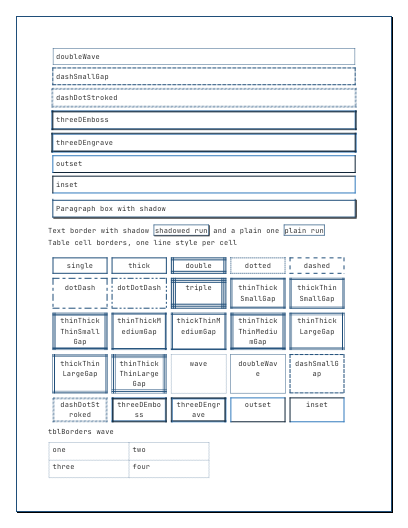 doubleWave
dashSmallGap
dashDotStroked
threeDEmboss
threeDEngrave
outset
inset
Paragraph box with shadow
Text border with shadow shadowed run and a plain one plain run
Table cell borders, one line style per cell
single thick double dotted dashed
dotDash dotDotDash triple thinThick thickThin
SmallGap SmallGap
thinThick thickThinM thickThinM thinThick thinThick
ThinSmall ediumGap ediumGap ThinMediu LargeGap
Gap mGap
thickThin thinThick wave doubleWav dashSmallG
LargeGap ThinLarge e ap
Gap
dashDotSt threeDEmbo threeDEngr outset inset
roked ss ave
tblBorders wave
one two
three four